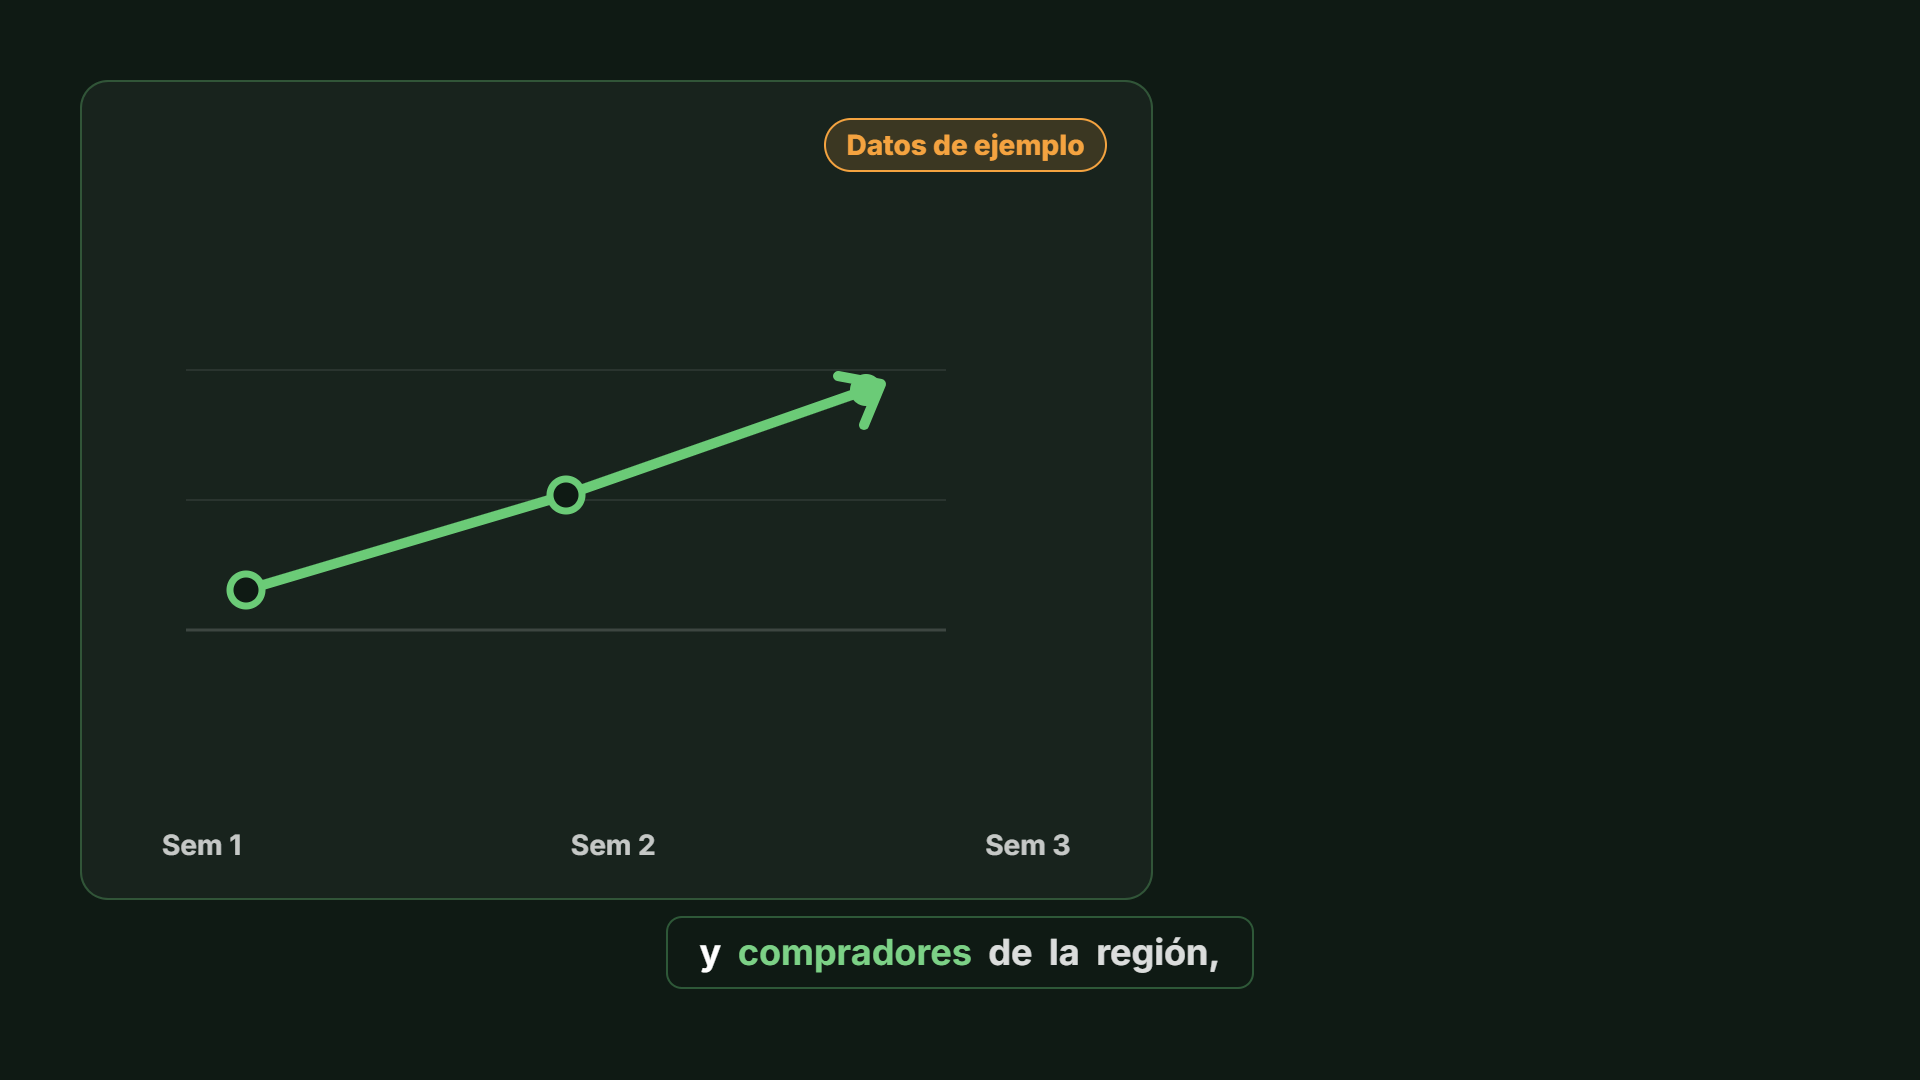 Datos de ejemplo
Sem 1 Sem 2 Sem 3
y compradores de la región,